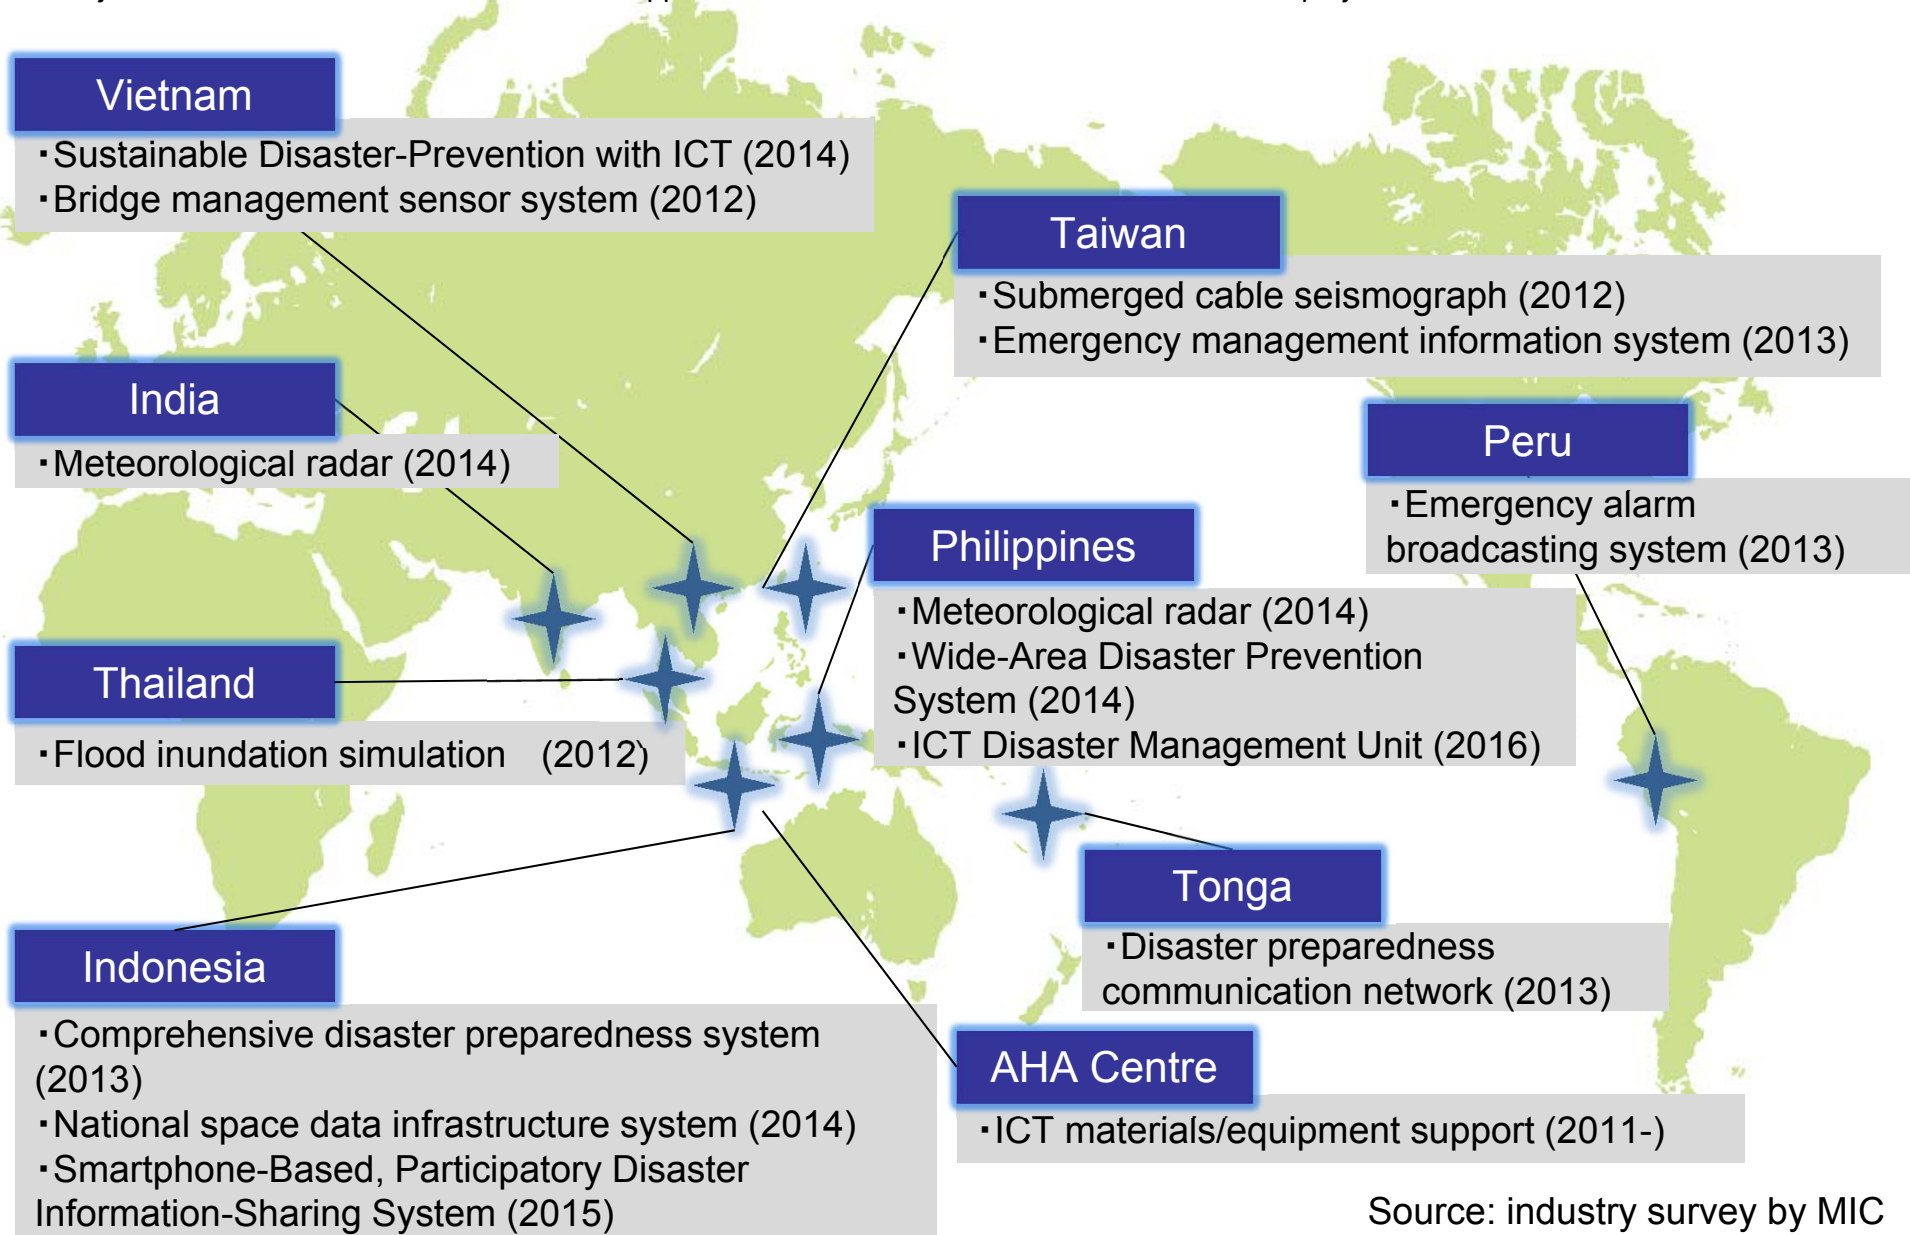 Vietnam
・Sustainable Disaster-Prevention with ICT (2014)
・Bridge management sensor system (2012)
Taiwan
・Submerged cable seismograph (2012)
・Emergency management information system (2013)
India
・Meteorological radar (2014)
Peru
・Emergency alarm
broadcasting system (2013)
Philippines
・Meteorological radar (2014)
・Wide-Area Disaster Prevention
System (2014)
・ICT Disaster Management Unit (2016)
Thailand
・Flood inundation simulation (2012)
Tonga
・Disaster preparedness
communication network (2013)
Indonesia
・Comprehensive disaster preparedness system
(2013)
・National space data infrastructure system (2014)
・Smartphone-Based, Participatory Disaster
Information-Sharing System (2015)
AHA Centre
・ICT materials/equipment support (2011-)
Source: industry survey by MIC